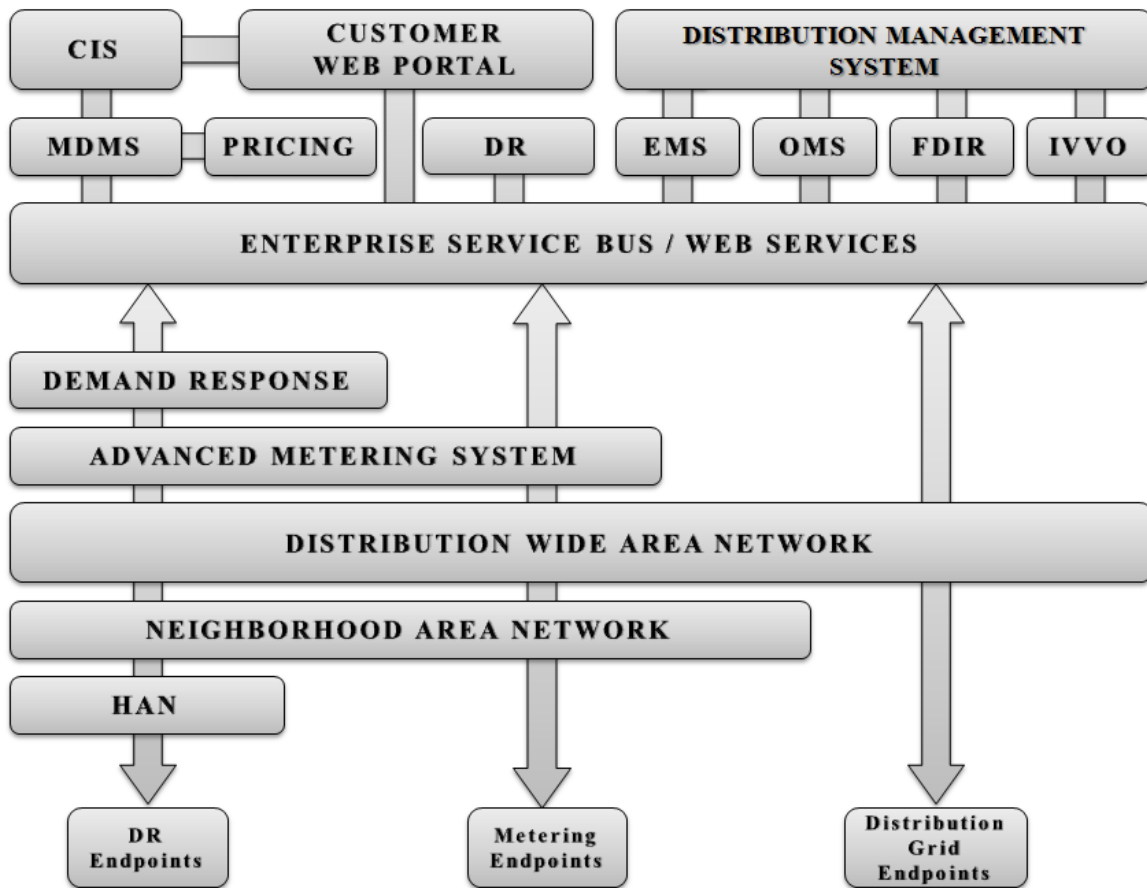 CIS
CUSTOMER
WEB PORTAL
DISTRIBUTION MANAGEMENT
SYSTEM
MDMS
PRICING
DR
EMS
OMS
FDIR
IVVO
ENTERPRISE SERVICE BUS / WEB SERVICES
DEMAND RESPONSE
ADVANCED METERING SYSTEM
DISTRIBUTION WIDE AREA NETWORK
NEIGHBORHOOD AREA NETWORK
HAN
DR
Endpoints
Metering
Endpoints
Distribution
Grid
Endpoints